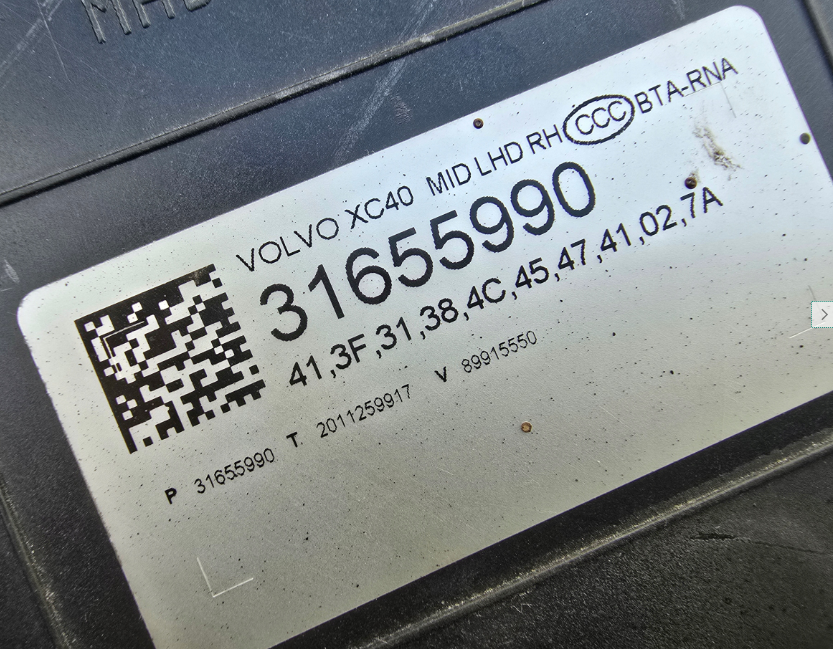 VOLVO XC40 MID LHD RH CCC BTA-RNA
31655990
41,3F,31,38,4C,45,47,41,02,7A
P 31655990 T 2011259917 V 89915550